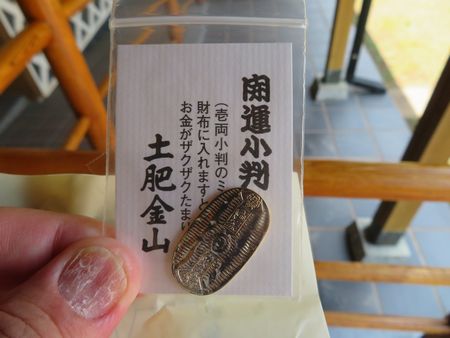 開運小判
(壱両小判のミ
財布に入れますと
お金がザクザクたまり
土肥金山